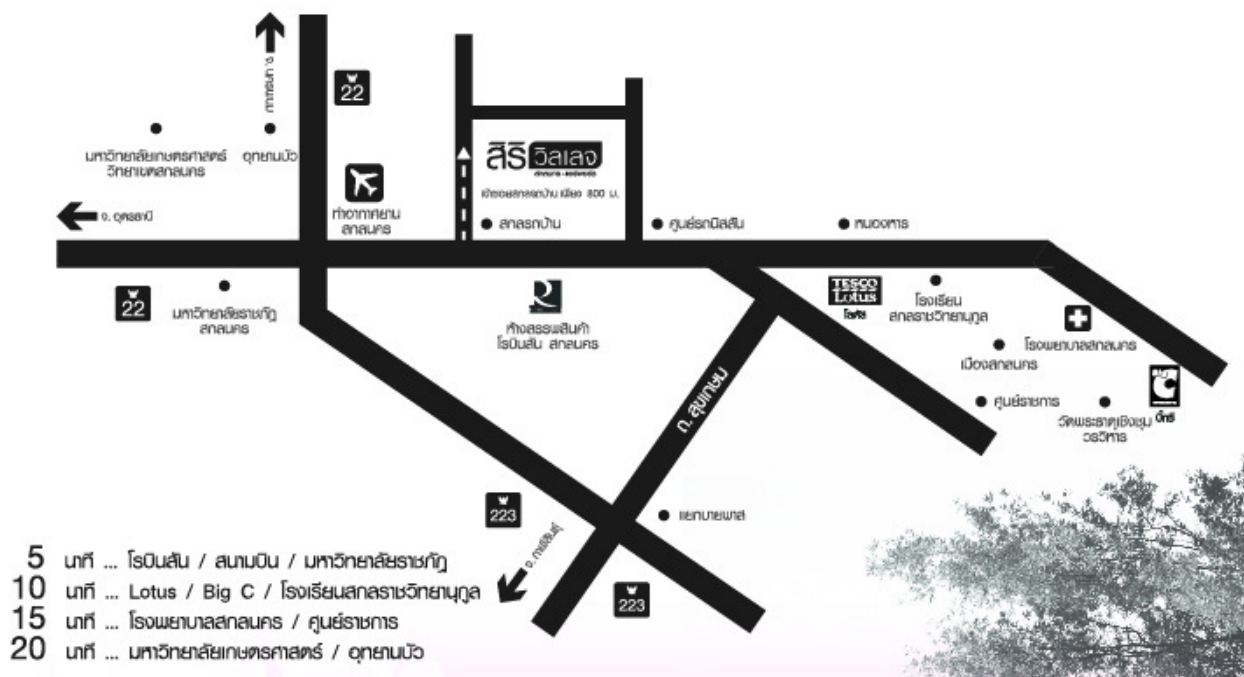 จ. นครพนม
22
มหาวิทยาลัยเกษตรศาสตร์
วิทยาเขตสกลนคร
อุทยานบัว
สิริ วิลเลจ
เข้าซอยสกลรถบ้าน เพียง 800 ม.
จ. อุดรธานี
ท่าอากาศยาน
สกลนคร
สกลรถบ้าน
ศูนย์รถนิสสัน
หนองหาร
22
มหาวิทยาลัยราชภัฏ
สกลนคร
R
ห้างสรรพสินค้า
โรบินสัน สกลนคร
TESCO
Lotus
โลตัส
โรงเรียน
สกลราชวิทยานุกูล
โรงพยาบาลสกลนคร
เมืองสกลนคร
ศูนย์ราชการ
วัดพระธาตุเชิงชุม
วรวิหาร
Big C
บิ๊กซี
ถ. สุขเกษม
223
แยกบายพาส
จ. กาฬสินธุ์
223
5 นาที ... โรบินสัน / สนามบิน / มหาวิทยาลัยราชภัฏ
10 นาที ... Lotus / Big C / โรงเรียนสกลราชวิทยานุกูล
15 นาที ... โรงพยาบาลสกลนคร / ศูนย์ราชการ
20 นาที ... มหาวิทยาลัยเกษตรศาสตร์ / อุทยานบัว